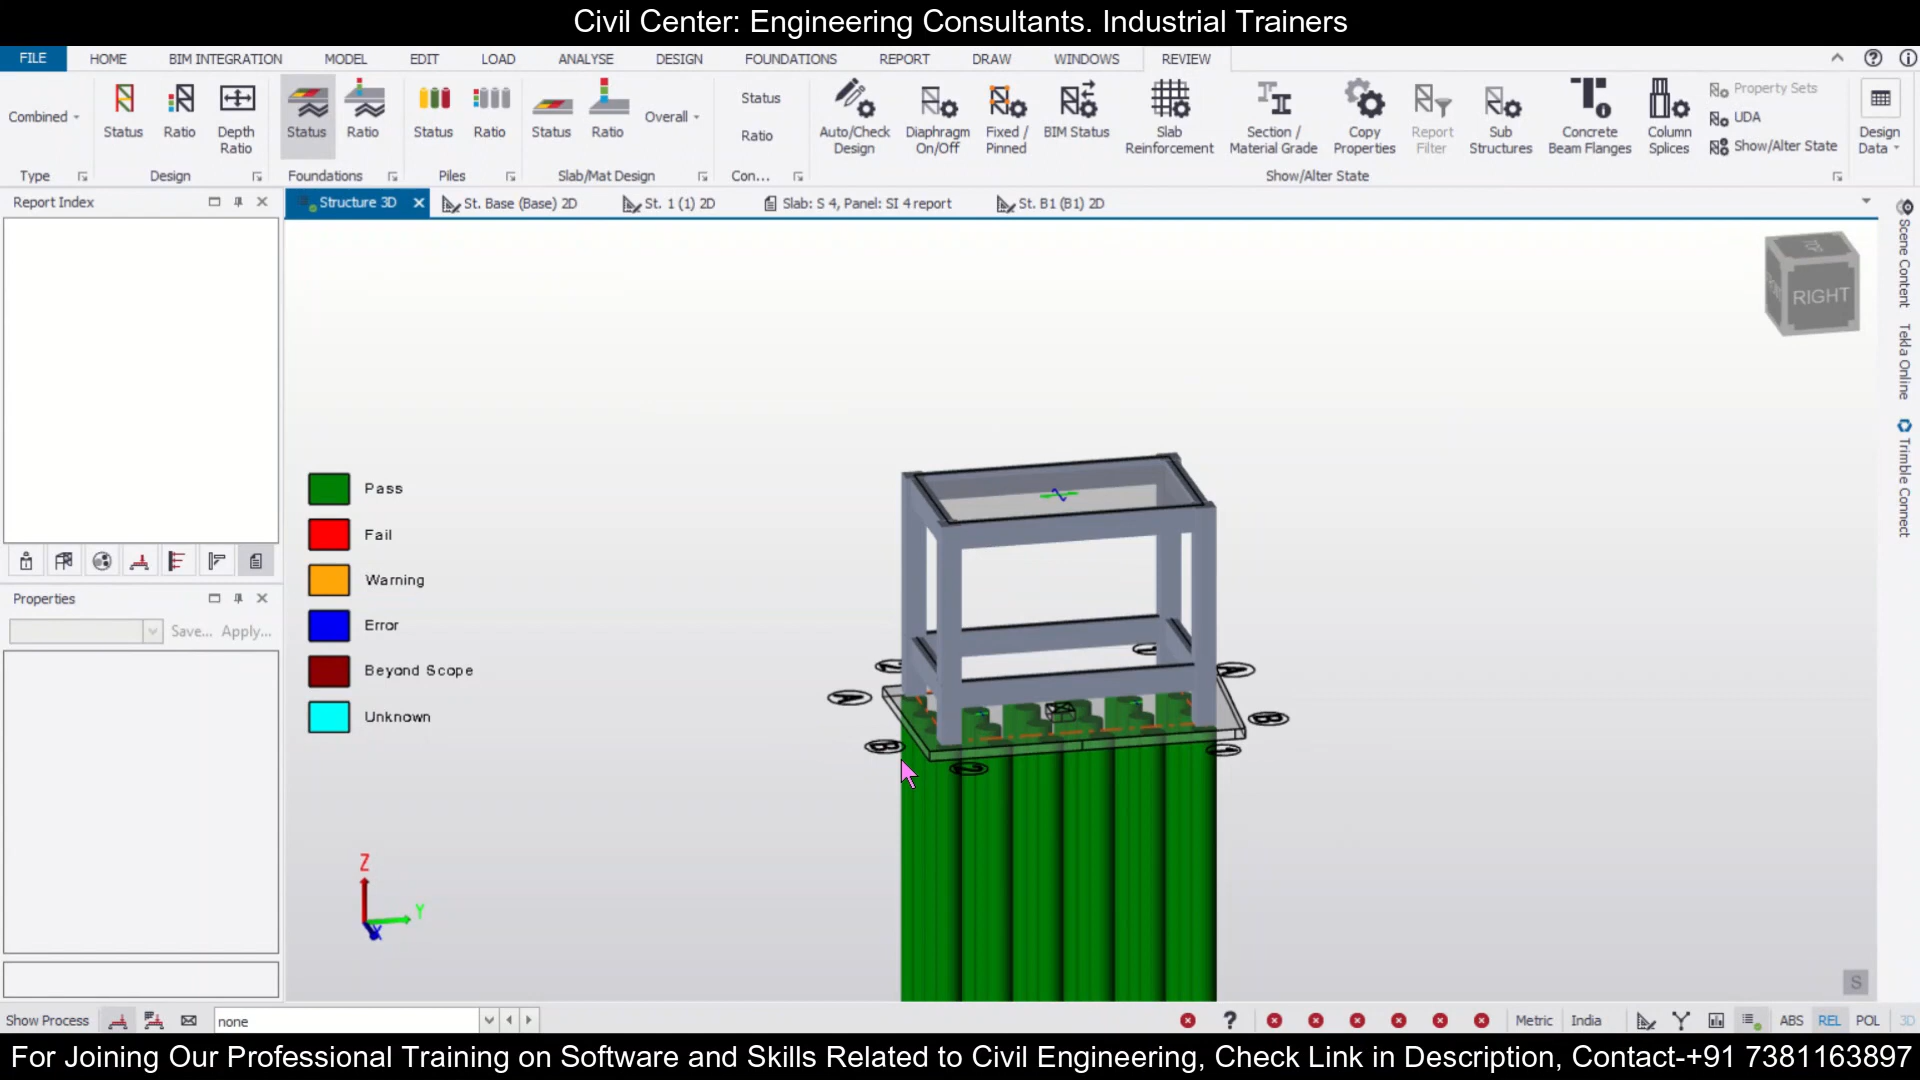 Civil Center: Engineering Consultants. Industrial Trainers
FILE HOME BIM INTEGRATION MODEL EDIT LOAD ANALYSE DESIGN FOUNDATIONS REPORT DRAW WINDOWS REVIEW
Combined
Status
Ratio
Depth
Ratio
Status
Ratio
Status
Ratio
Status
Ratio
Overall
Status
Ratio
Auto/Check
Design
Diaphragm
On/Off
Fixed /
Pinned
BIM Status
Slab
Reinforcement
Section /
Material Grade
Copy
Properties
Report
Filter
Sub
Structures
Concrete
Beam Flanges
Column
Splices
Property Sets
UDA
Show/Alter State
Design
Data
Type Design Foundations Piles Slab/Mat Design Con... Show/Alter State
Report Index
Structure 3D St. Base (Base) 2D St. 1 (1) 2D Slab: S 4, Panel: SI 4 report St. B1 (B1) 2D
TOP
RIGHT
Scene Content
Tekla Online
Trimble Connect
Pass
Fail
Warning
Error
Beyond Scope
Unknown
Properties
Save... Apply...
A
A
B
B
Z
Y
X
S
Show Process none Metric India ABS REL POL 3D
For Joining Our Professional Training on Software and Skills Related to Civil Engineering, Check Link in Description, Contact-+91 7381163897